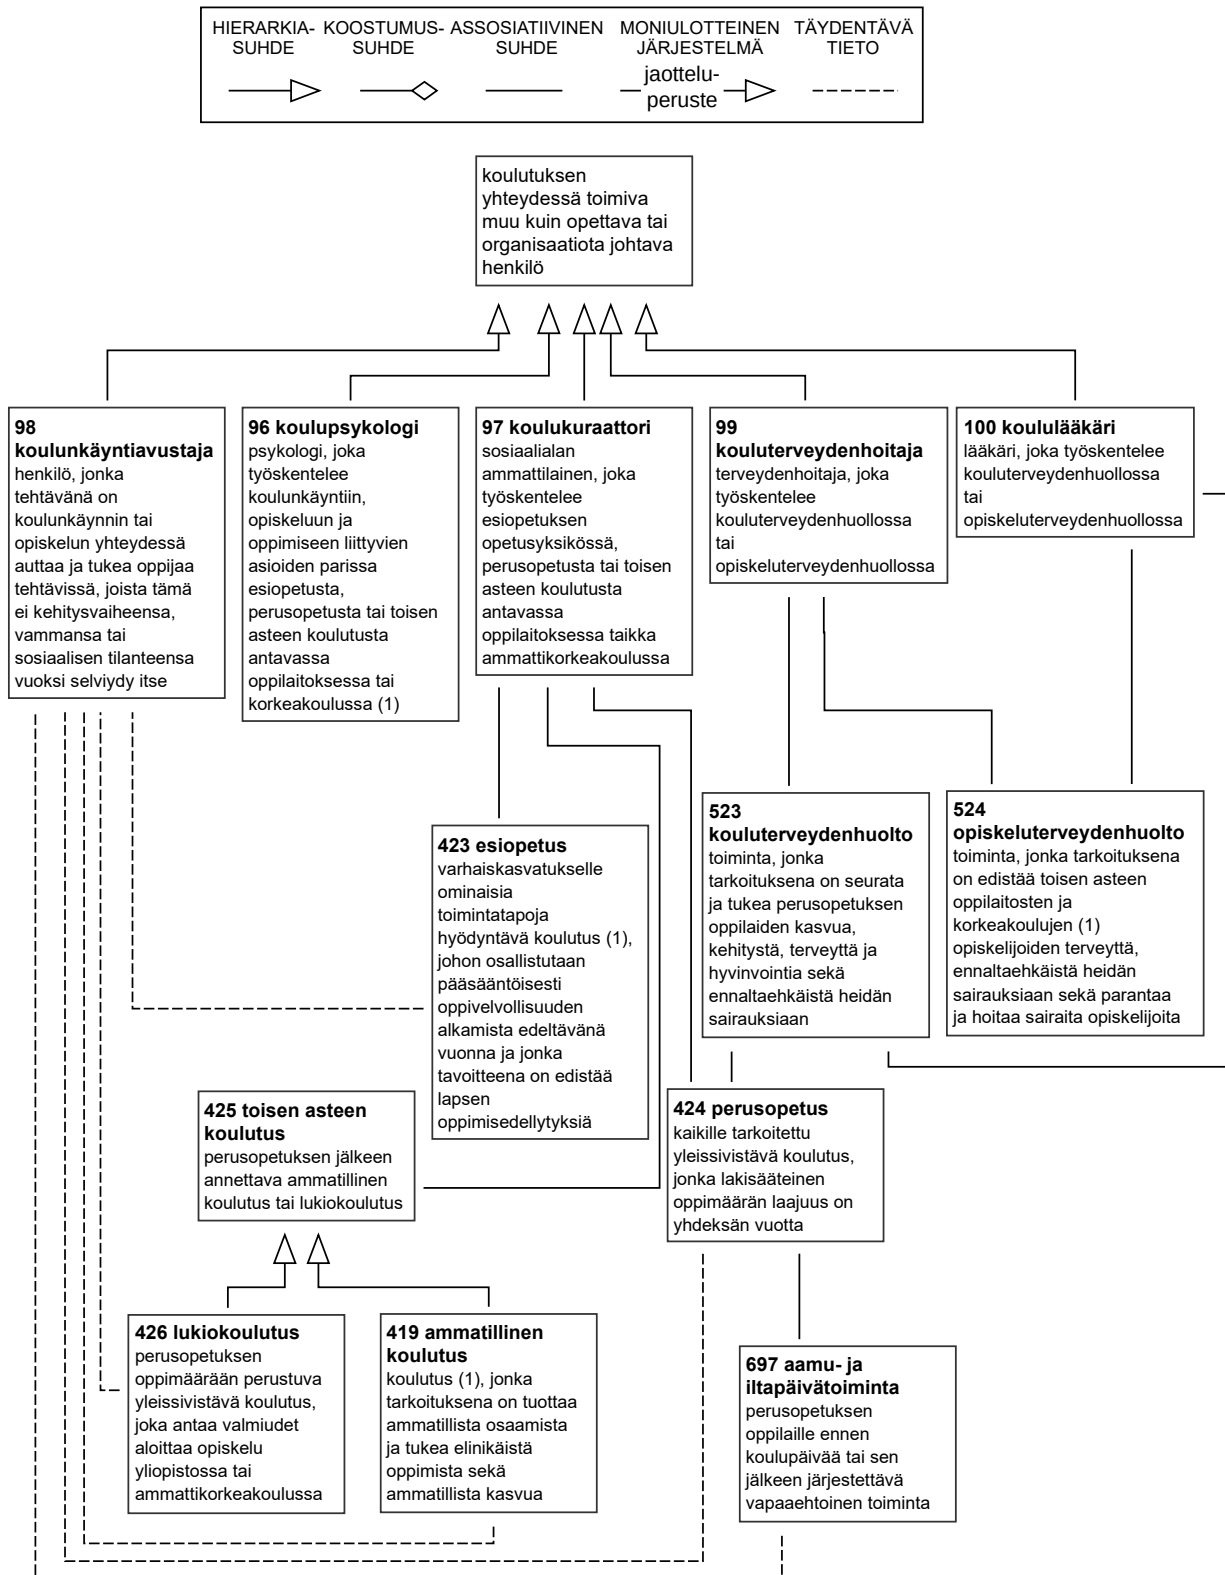 HIERARKIA-
SUHDE
KOOSTUMUS-
SUHDE
ASSOSIATIIVINEN
SUHDE
MONIULOTTEINEN
JÄRJESTELMÄ
jaottelu-
peruste
TÄYDENTÄVÄ
TIETO
koulutuksen
yhteydessä toimiva
muu kuin opettava tai
organisaatiota johtava
henkilö
98
koulunkäyntiavustaja
henkilö, jonka
tehtävänä on
koulunkäynnin tai
opiskelun yhteydessä
auttaa ja tukea oppijaa
tehtävissä, joista tämä
ei kehitysvaiheensa,
vammansa tai
sosiaalisen tilanteensa
vuoksi selviydy itse
96 koulupsykologi
psykologi, joka
työskentelee
koulunkäyntiin,
opiskeluun ja
oppimiseen liittyvien
asioiden parissa
esiopetusta,
perusopetusta tai toisen
asteen koulutusta
antavassa
oppilaitoksessa tai
korkeakoulussa (1)
97 koulukuraattori
sosiaalialan
ammattilainen, joka
työskentelee
esiopetuksen
opetusyksikössä,
perusopetusta tai toisen
asteen koulutusta
antavassa
oppilaitoksessa taikka
ammattikorkeakoulussa
99
kouluterveydenhoitaja
terveydenhoitaja, joka
työskentelee
kouluterveydenhuollossa
tai
opiskeluterveydenhuollossa
100 koululääkäri
lääkäri, joka työskentelee
kouluterveydenhuollossa
tai
opiskeluterveydenhuollossa
523
kouluterveydenhuolto
toiminta, jonka
tarkoituksena on seurata
ja tukea perusopetuksen
oppilaiden kasvua,
kehitystä, terveyttä ja
hyvinvointia sekä
ennaltaehkäistä heidän
sairauksiaan
524
opiskeluterveydenhuolto
toiminta, jonka tarkoituksena
on edistää toisen asteen
oppilaitosten ja
korkeakoulujen (1)
opiskelijoiden terveyttä,
ennaltaehkäistä heidän
sairauksiaan sekä parantaa
ja hoitaa sairaita opiskelijoita
423 esiopetus
varhaiskasvatukselle
ominaisia
toimintatapoja
hyödyntävä koulutus (1),
johon osallistutaan
pääsääntöisesti
oppivelvollisuuden
alkamista edeltävänä
vuonna ja jonka
tavoitteena on edistää
lapsen
oppimisedellytyksiä
425 toisen asteen
koulutus
perusopetuksen jälkeen
annettava ammatillinen
koulutus tai lukiokoulutus
424 perusopetus
kaikille tarkoitettu
yleissivistävä koulutus,
jonka lakisääteinen
oppimäärän laajuus on
yhdeksän vuotta
426 lukiokoulutus
perusopetuksen
oppimäärään perustuva
yleissivistävä koulutus,
joka antaa valmiudet
aloittaa opiskelu
yliopistossa tai
ammattikorkeakoulussa
419 ammatillinen
koulutus
koulutus (1), jonka
tarkoituksena on tuottaa
ammatillista osaamista
ja tukea elinikäistä
oppimista sekä
ammatillista kasvua
697 aamu- ja
iltapäivätoiminta
perusopetuksen
oppilaille ennen
koulupäivää tai sen
jälkeen järjestettävä
vapaaehtoinen toiminta